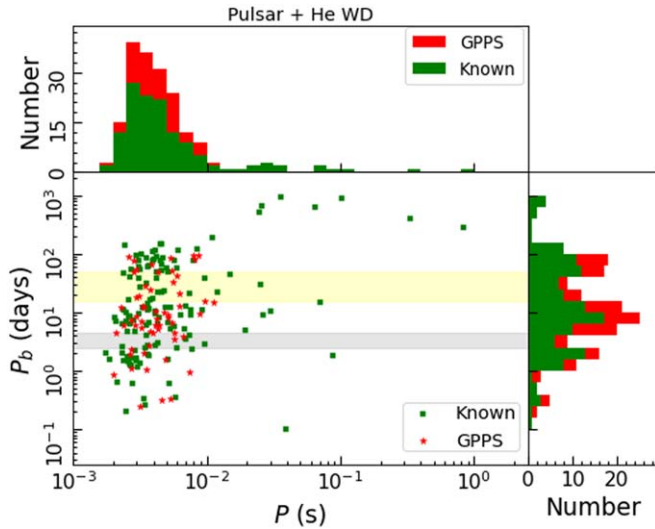 Pulsar + He WD
Number
30
15
0
GPPS
Known
P_b (days)
10³
10²
10¹
10⁰
10⁻¹
Known
GPPS
10⁻³ 10⁻² 10⁻¹ 10⁰
P (s)
0 10 20
Number